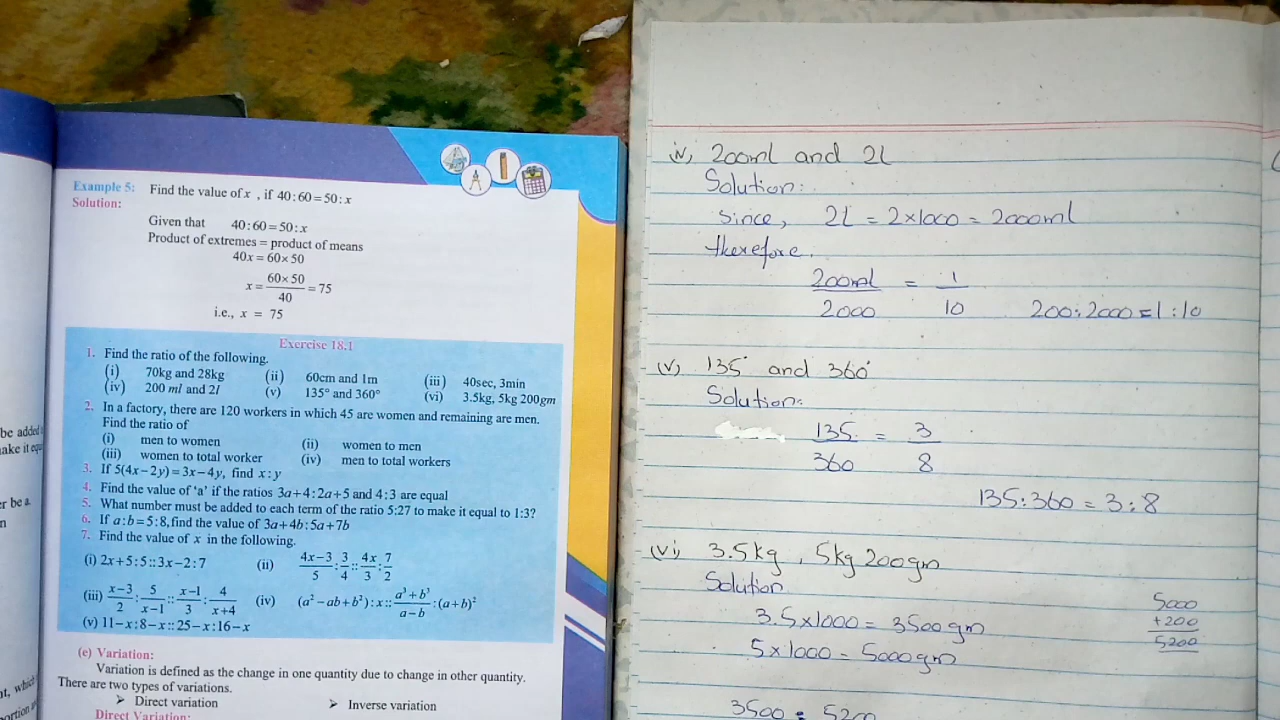 Example 5: Find the value of x , if 40:60=50:x
Solution:
Given that 40:60=50:x
Product of extremes = product of means
40x = 60×50
x = 60×50/40 = 75
i.e., x = 75
Exercise 18.1
1. Find the ratio of the following.
(i) 70kg and 28kg (ii) 60cm and 1m (iii) 40sec, 3min
(iv) 200 ml and 2l (v) 135° and 360° (vi) 3.5kg, 5kg 200gm
2. In a factory, there are 120 workers in which 45 are women and remaining are men.
Find the ratio of
(i) men to women (ii) women to men
(iii) women to total worker (iv) men to total workers
3. If 5(4x−2y)=3x−4y, find x:y
4. Find the value of 'a' if the ratios 3a+4:2a+5 and 4:3 are equal
5. What number must be added to each term of the ratio 5:27 to make it equal to 1:3?
6. If a:b=5:8, find the value of 3a+4b:5a+7b
7. Find the value of x in the following.
(i) 2x+5:5::3x−2:7 (ii) 4x−3/5 : 3/4 :: 4x/3 : 7/2
(iii) x−3/2 : 5/x−1 :: x−1/3 : 4/x+4 (iv) (a²−ab+b²):x:: a³+b³/a−b :(a+b)²
(v) 11−x:8−x::25−x:16−x
(e) Variation:
Variation is defined as the change in one quantity due to change in other quantity.
There are two types of variations.
➢ Direct variation ➢ Inverse variation
Direct Variation:
be added
r be a
iv, 200ml and 2L
Solution:
since, 2L = 2×1000 = 2000ml
therefore.
200ml/2000 = 1/10 200:2000=1:10
(v) 135° and 360°
Solution:
135/360 = 3/8
135:360 = 3:8
(vi) 3.5kg , 5kg 200gm
Solution
3.5×1000 = 3500gm
5×1000 = 5000gm
5000
+200
5200
3500 : 5200